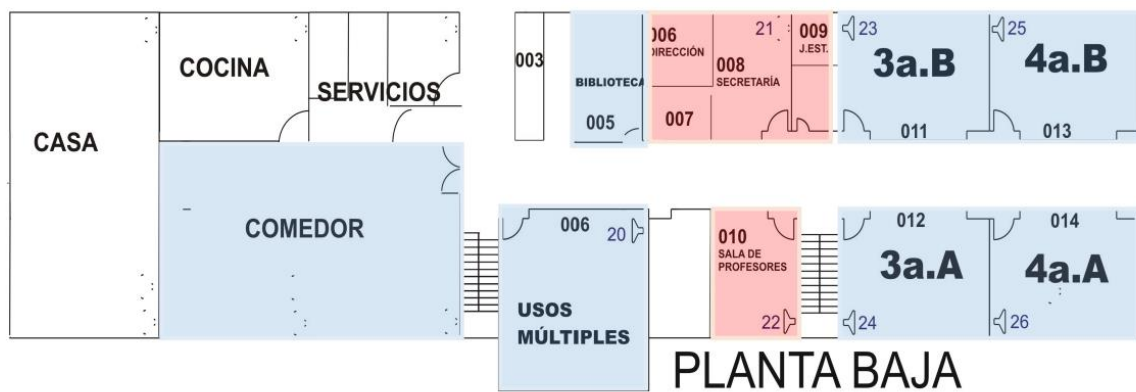 CASA
COCINA
SERVICIOS
COMEDOR
003
BIBLIOTECA
005
006
DIRECCIÓN
007
21
008
SECRETARÍA
009
J.EST.
23
3a.B
011
25
4a.B
013
006
20
USOS
MÚLTIPLES
010
SALA DE
PROFESORES
22
012
3a.A
24
014
4a.A
26
PLANTA BAJA